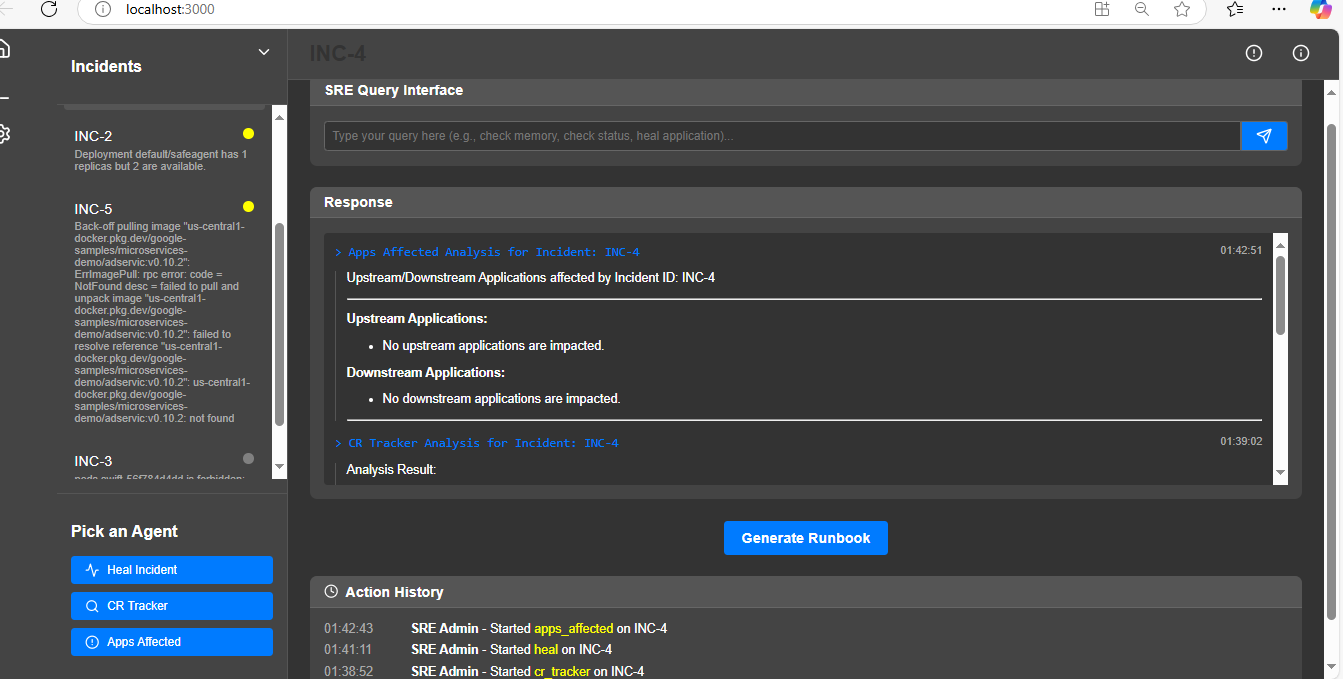 localhost:3000
Incidents
INC-2
Deployment default/safeagent has 1
replicas but 2 are available.
INC-5
Back-off pulling image "us-central1-
docker.pkg.dev/google-
samples/microservices-
demo/adservic:v0.10.2":
ErrImagePull: rpc error: code =
NotFound desc = failed to pull and
unpack image "us-central1-
docker.pkg.dev/google-
samples/microservices-
demo/adservic:v0.10.2": failed to
resolve reference "us-central1-
docker.pkg.dev/google-
samples/microservices-
demo/adservic:v0.10.2": us-central1-
docker.pkg.dev/google-
samples/microservices-
demo/adservic:v0.10.2: not found
INC-3
is forbidden:
Pick an Agent
Heal Incident
CR Tracker
Apps Affected
INC-4
SRE Query Interface
Type your query here (e.g., check memory, check status, heal application)...
Response
> Apps Affected Analysis for Incident: INC-4 01:42:51
Upstream/Downstream Applications affected by Incident ID: INC-4
Upstream Applications:
• No upstream applications are impacted.
Downstream Applications:
• No downstream applications are impacted.
> CR Tracker Analysis for Incident: INC-4 01:39:02
Analysis Result:
Generate Runbook
Action History
01:42:43 SRE Admin - Started apps_affected on INC-4
01:41:11 SRE Admin - Started heal on INC-4
01:38:52 SRE Admin - Started cr_tracker on INC-4